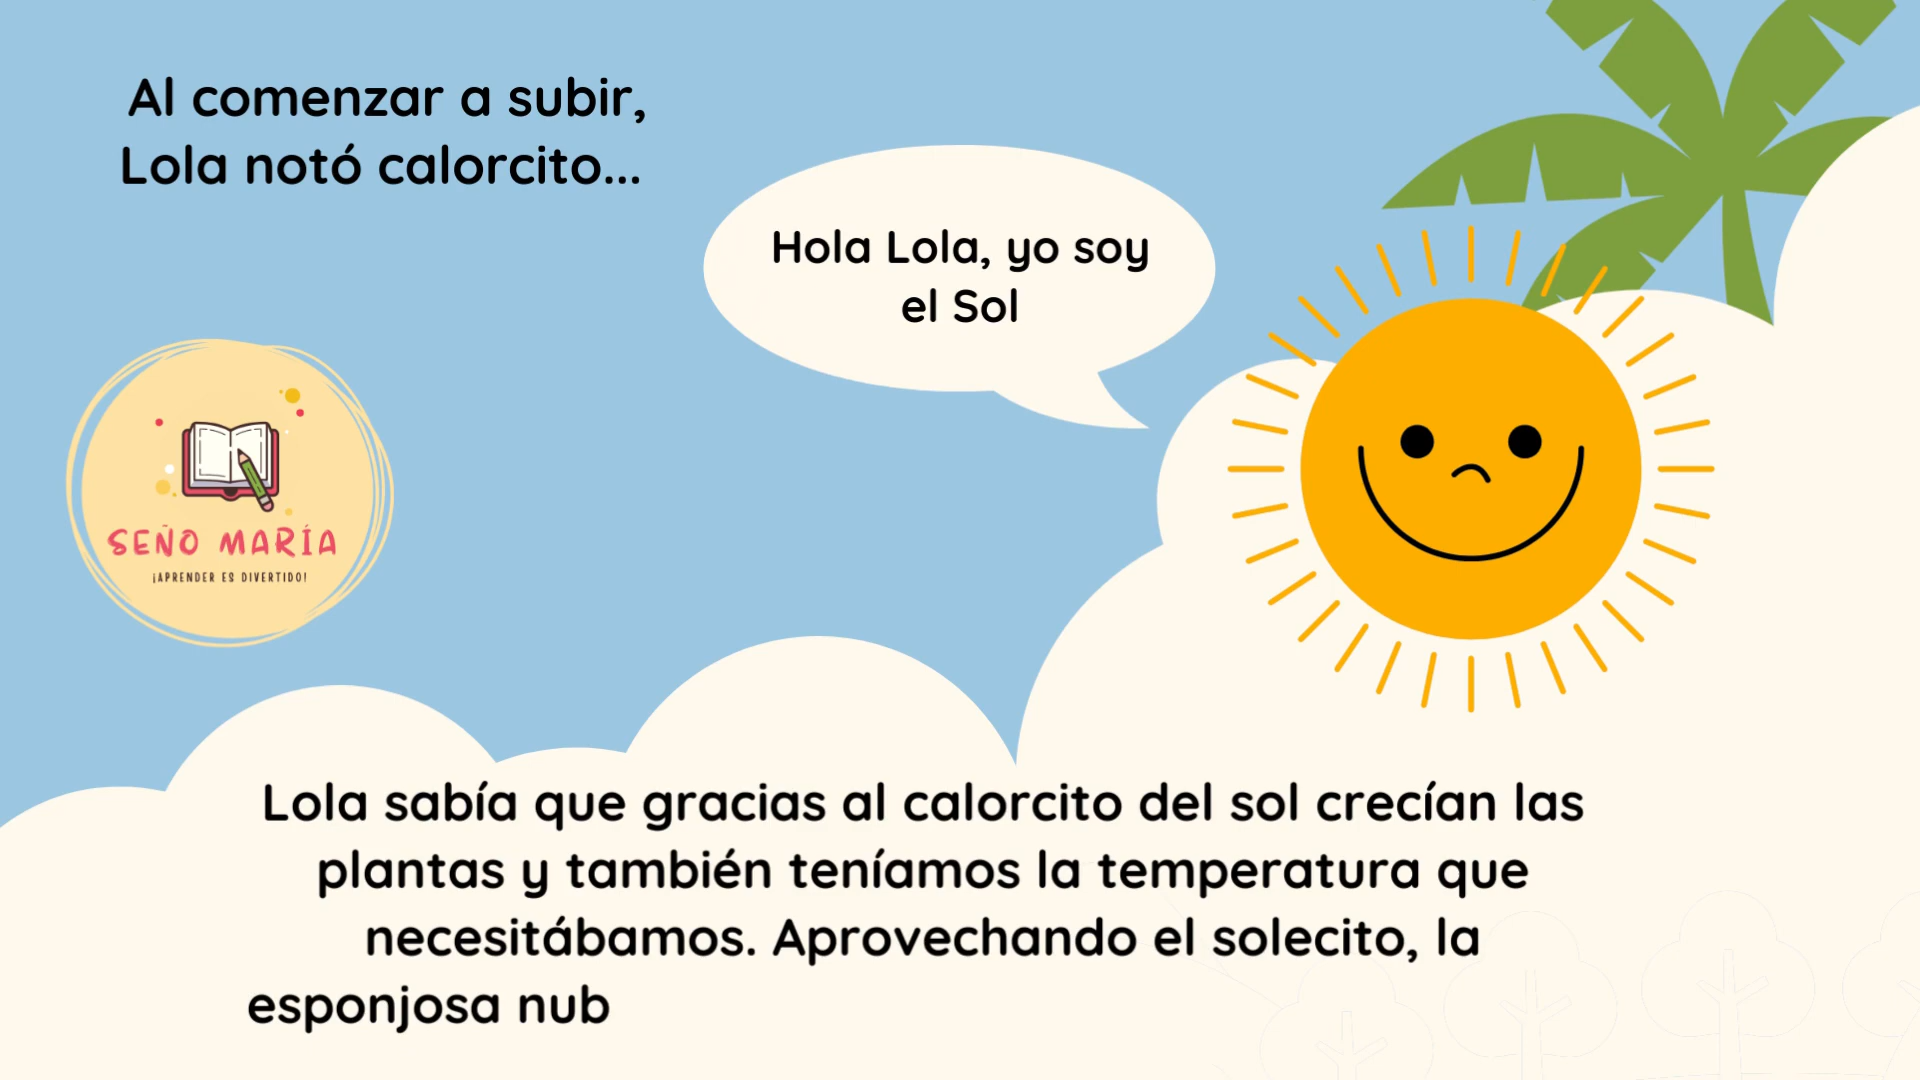 Al comenzar a subir,
Lola notó calorcito...
Hola Lola, yo soy
el Sol
SEÑO MARÍA
¡APRENDER ES DIVERTIDO!
Lola sabía que gracias al calorcito del sol crecían las
plantas y también teníamos la temperatura que
necesitábamos. Aprovechando el solecito, la
esponjosa nub